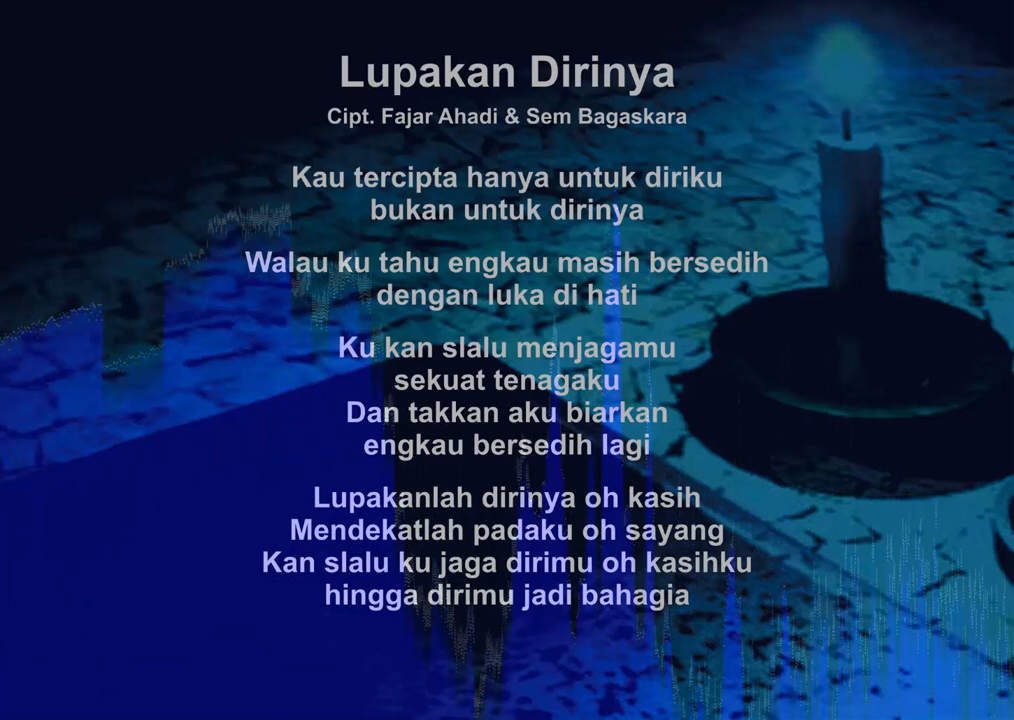 Lupakan Dirinya
Cipt. Fajar Ahadi & Sem Bagaskara
Kau tercipta hanya untuk diriku
bukan untuk dirinya
Walau ku tahu engkau masih bersedih
dengan luka di hati
Ku kan slalu menjagamu
sekuat tenagaku
Dan takkan aku biarkan
engkau bersedih lagi
Lupakanlah dirinya oh kasih
Mendekatlah padaku oh sayang
Kan slalu ku jaga dirimu oh kasihku
hingga dirimu jadi bahagia